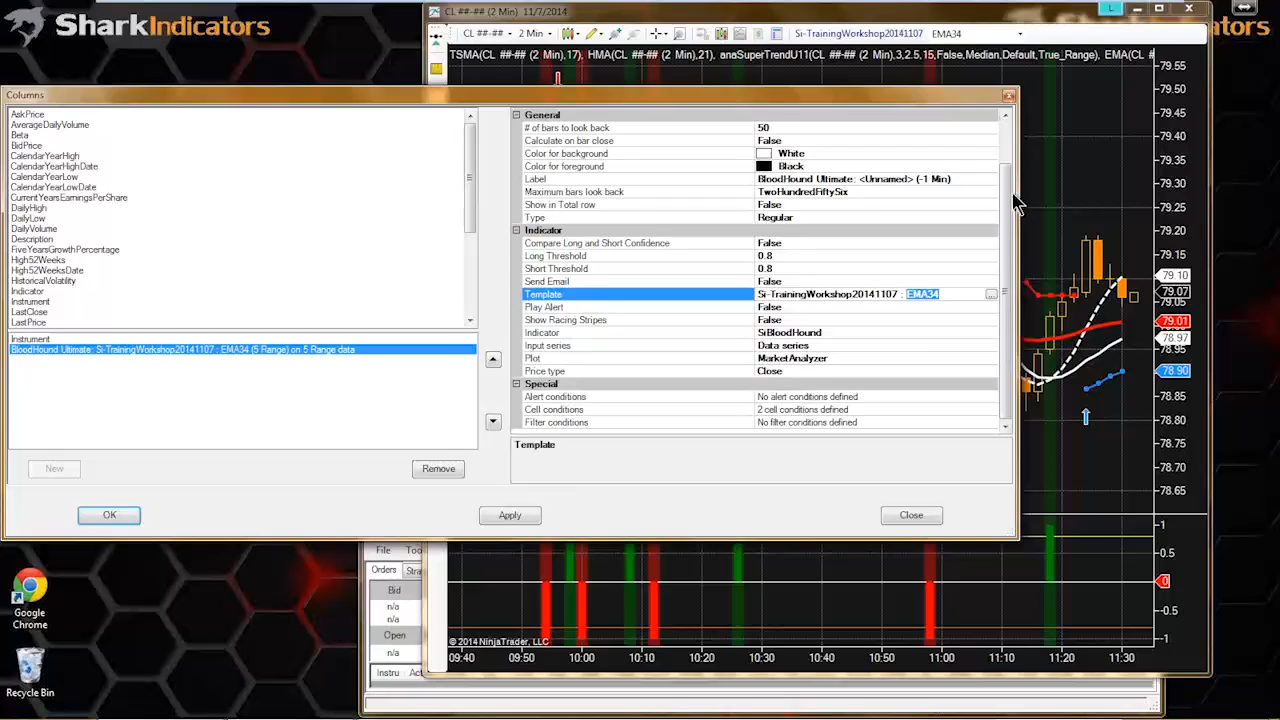 SharkIndicators
CL ##-## (2 Min) 11/7/2014
L
CL ##-## 2 Min Si-TrainingWorkshop20141107 EMA34
TSMA(CL ##-## (2 Min),17), HMA(CL ##-## (2 Min),21), anaSuperTrendU11(CL ##-## (2 Min),3,2.5,15,False,Median,Default,True_Range), EMA(CL #
Columns
AskPrice
AverageDailyVolume
Beta
BidPrice
CalendarYearHigh
CalendarYearHighDate
CalendarYearLow
CalendarYearLowDate
CurrentYearsEarningsPerShare
DailyHigh
DailyLow
DailyVolume
Description
FiveYearsGrowthPercentage
High52Weeks
High52WeeksDate
HistoricalVolatility
Indicator
Instrument
LastClose
LastPrice
Instrument
BloodHound Ultimate: Si-TrainingWorkshop20141107 : EMA34 (5 Range) on 5 Range data
New
Remove
OK
Apply
Close
General
# of bars to look back 50
Calculate on bar close False
Color for background White
Color for foreground Black
Label BloodHound Ultimate: <Unnamed> (-1 Min)
Maximum bars look back TwoHundredFiftySix
Show in Total row False
Type Regular
Indicator
Compare Long and Short Confidence False
Long Threshold 0.8
Short Threshold 0.8
Send Email False
Template Si-TrainingWorkshop20141107 : EMA34 ...
Play Alert False
Show Racing Stripes False
Indicator SiBloodHound
Input series Data series
Plot MarketAnalyzer
Price type Close
Special
Alert conditions No alert conditions defined
Cell conditions 2 cell conditions defined
Filter conditions No filter conditions defined
Template
79.55
79.50
79.45
79.40
79.35
79.30
79.25
79.20
79.15
79.10
79.07
79.05
79.01
78.97
78.95
78.90
78.85
78.80
78.75
78.70
78.65
1
0.5
0
-0.5
-1
© 2014 NinjaTrader, LLC
09:40 09:50 10:00 10:10 10:20 10:30 10:40 10:50 11:00 11:10 11:20 11:30
File Too
Orders Stra
Bid
n/a
n/a
Open
n/a
Instru Act
Google
Chrome
Recycle Bin